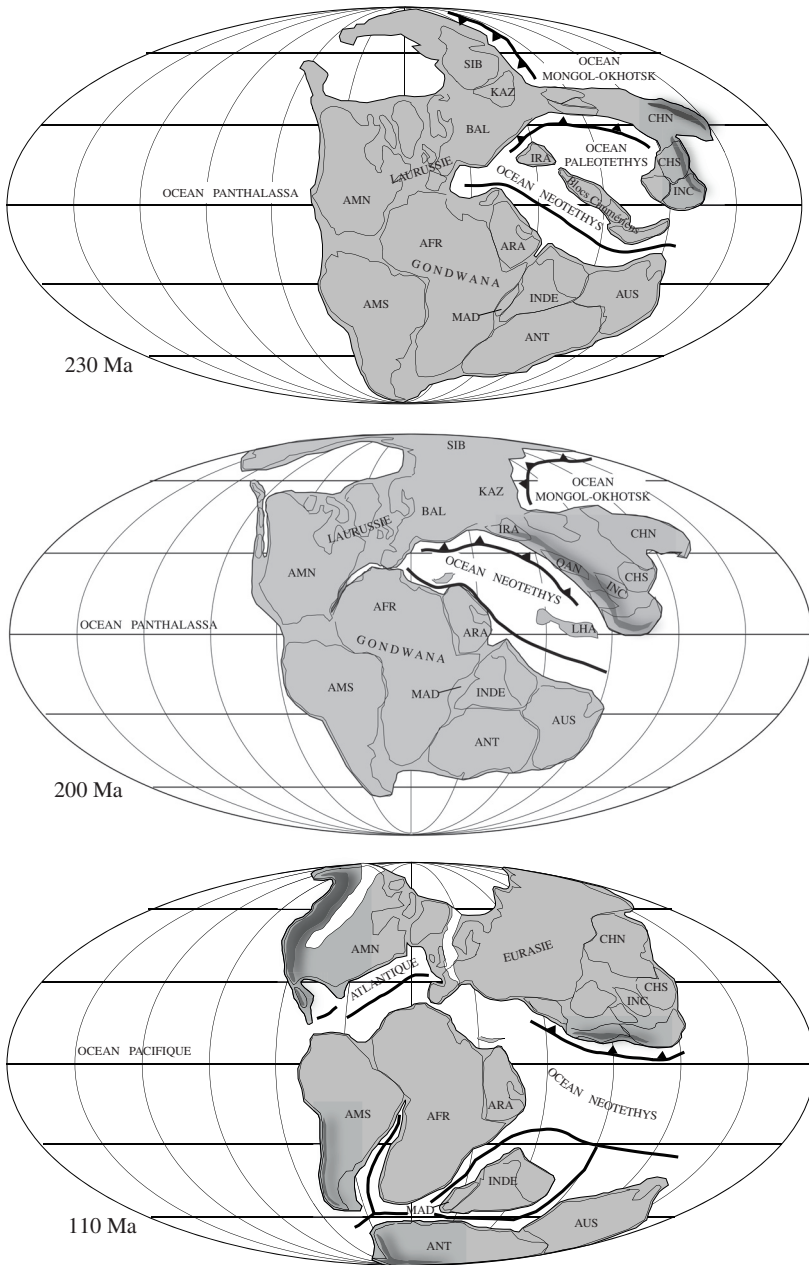 SIB
OCEAN
MONGOL-OKHOTSK
KAZ
CHN
BAL
OCEAN
PALEOTETHYS
IRA
CHS
LAURUSSIE
OCEAN NEOTETHYS
Blocs Cimmériens
INC
OCEAN PANTHALASSA
AMN
AFR
ARA
GONDWANA
AMS
INDE
AUS
MAD
ANT
230 Ma
SIB
KAZ
OCEAN
MONGOL-OKHOTSK
BAL
LAURUSSIE
IRA
CHN
QAN
CHS
INC
AMN
OCEAN NEOTETHYS
AFR
OCEAN PANTHALASSA
ARA
LHA
GONDWANA
AMS
MAD
INDE
AUS
ANT
200 Ma
AMN
EURASIE
CHN
ATLANTIQUE
CHS
INC
OCEAN PACIFIQUE
OCEAN NEOTETHYS
AMS
AFR
ARA
INDE
MAD
AUS
ANT
110 Ma